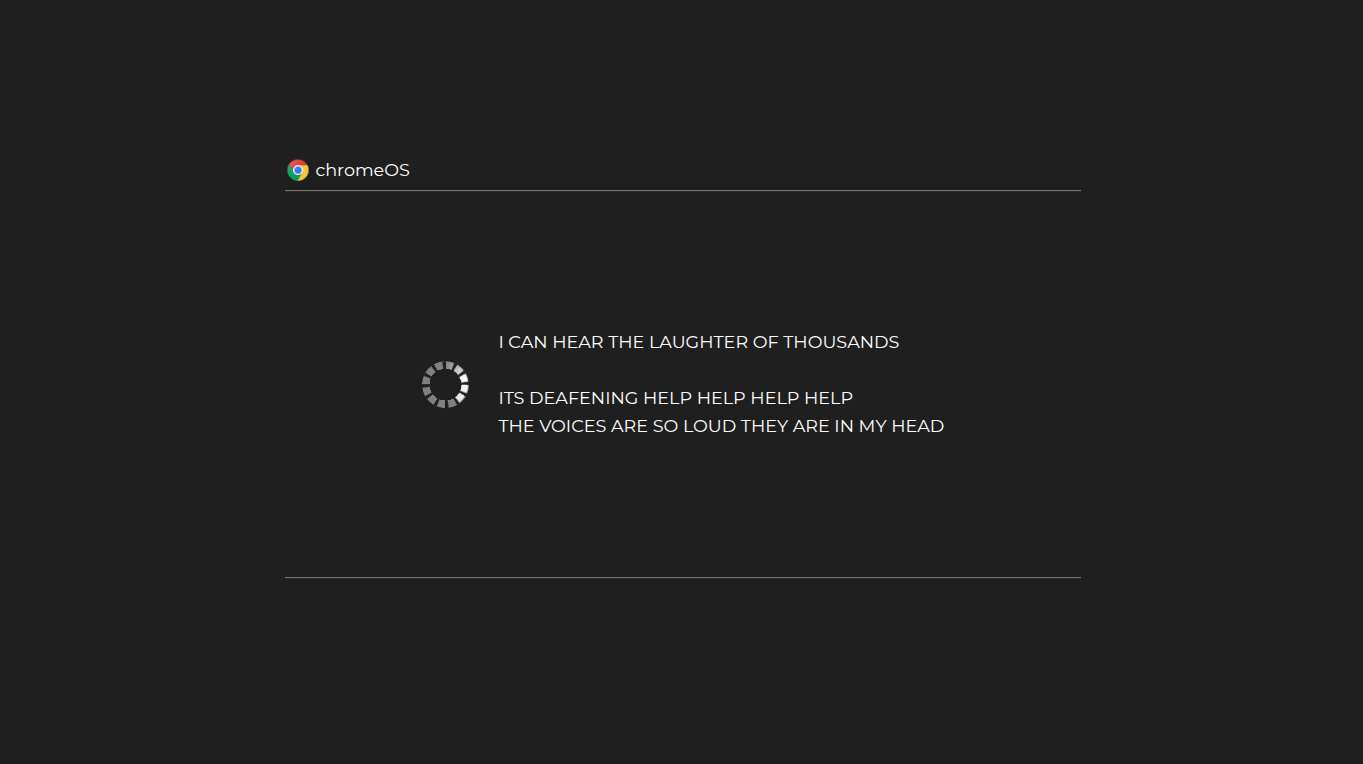 chromeOS
I CAN HEAR THE LAUGHTER OF THOUSANDS
ITS DEAFENING HELP HELP HELP HELP
THE VOICES ARE SO LOUD THEY ARE IN MY HEAD